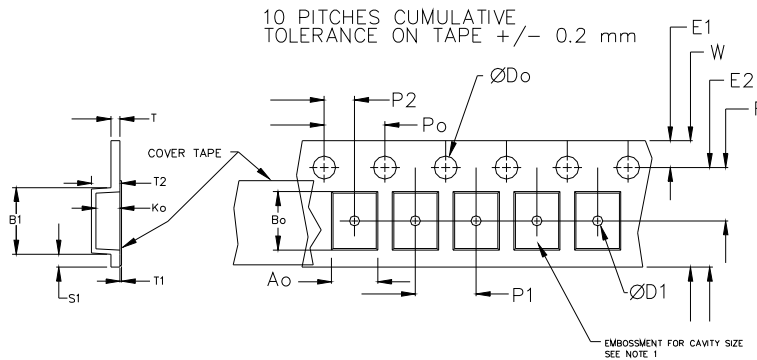 10 PITCHES CUMULATIVE
TOLERANCE ON TAPE +/- 0.2 mm
E1
W
ØDo
E2
P2
T
Po
COVER TAPE
T2
B1
Ko
Bo
Ao
P1
ØD1
T1
S1
EMBOSSMENT FOR CAVITY SIZE
SEE NOTE 1